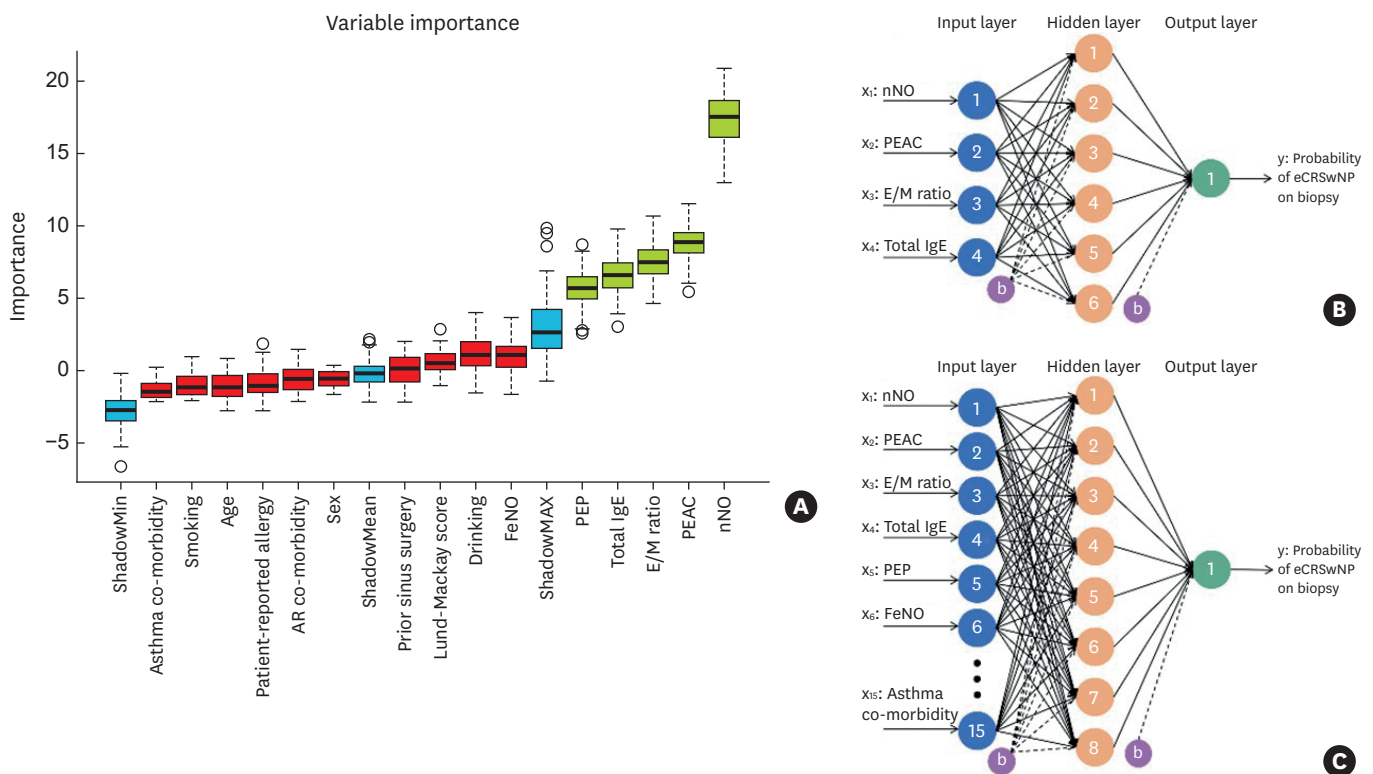 Variable importance
Importance
20
15
10
5
0
−5
ShadowMin
Asthma co-morbidity
Smoking
Age
Patient-reported allergy
AR co-morbidity
Sex
ShadowMean
Prior sinus surgery
Lund-Mackay score
Drinking
FeNO
ShadowMAX
PEP
Total IgE
E/M ratio
PEAC
nNO
A
Input layer
Hidden layer
Output layer
x₁: nNO
x₂: PEAC
x₃: E/M ratio
x₄: Total IgE
1
2
3
4
b
1
2
3
4
5
6
b
1
y: Probability
of eCRSwNP
on biopsy
B
Input layer
Hidden layer
Output layer
x₁: nNO
x₂: PEAC
x₃: E/M ratio
x₄: Total IgE
x₅: PEP
x₆: FeNO
x₁₅: Asthma
co-morbidity
1
2
3
4
5
6
15
b
1
2
3
4
5
6
7
8
b
1
y: Probability
of eCRSwNP
on biopsy
C